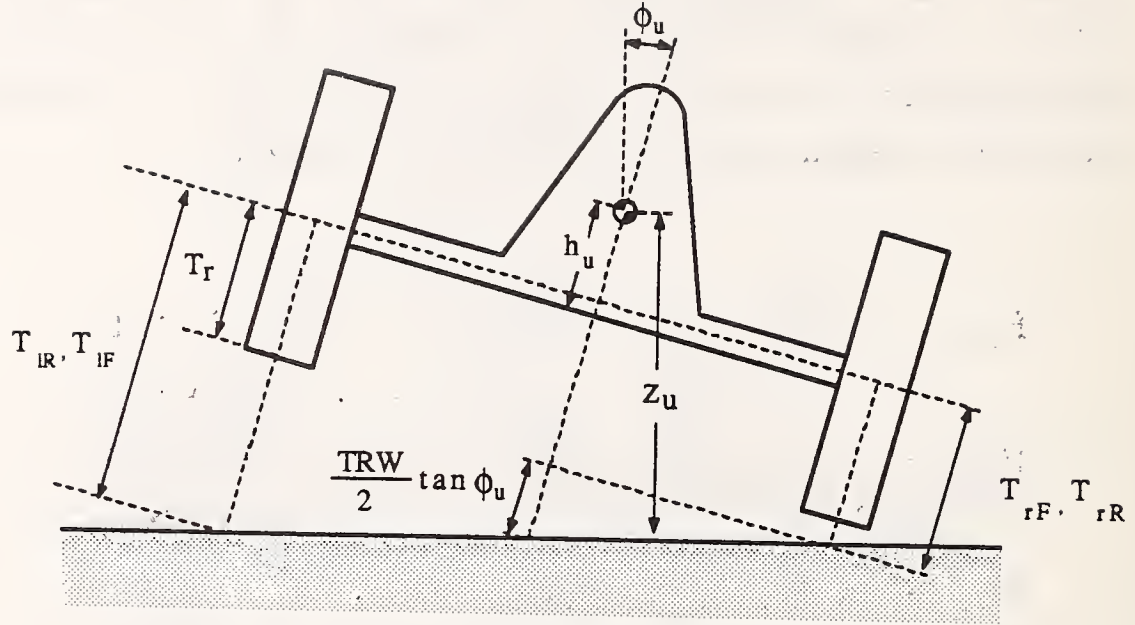 ϕu
hu
Tr
TlR, TlF
zu
TRW/2 tan ϕu
TrF, TrR